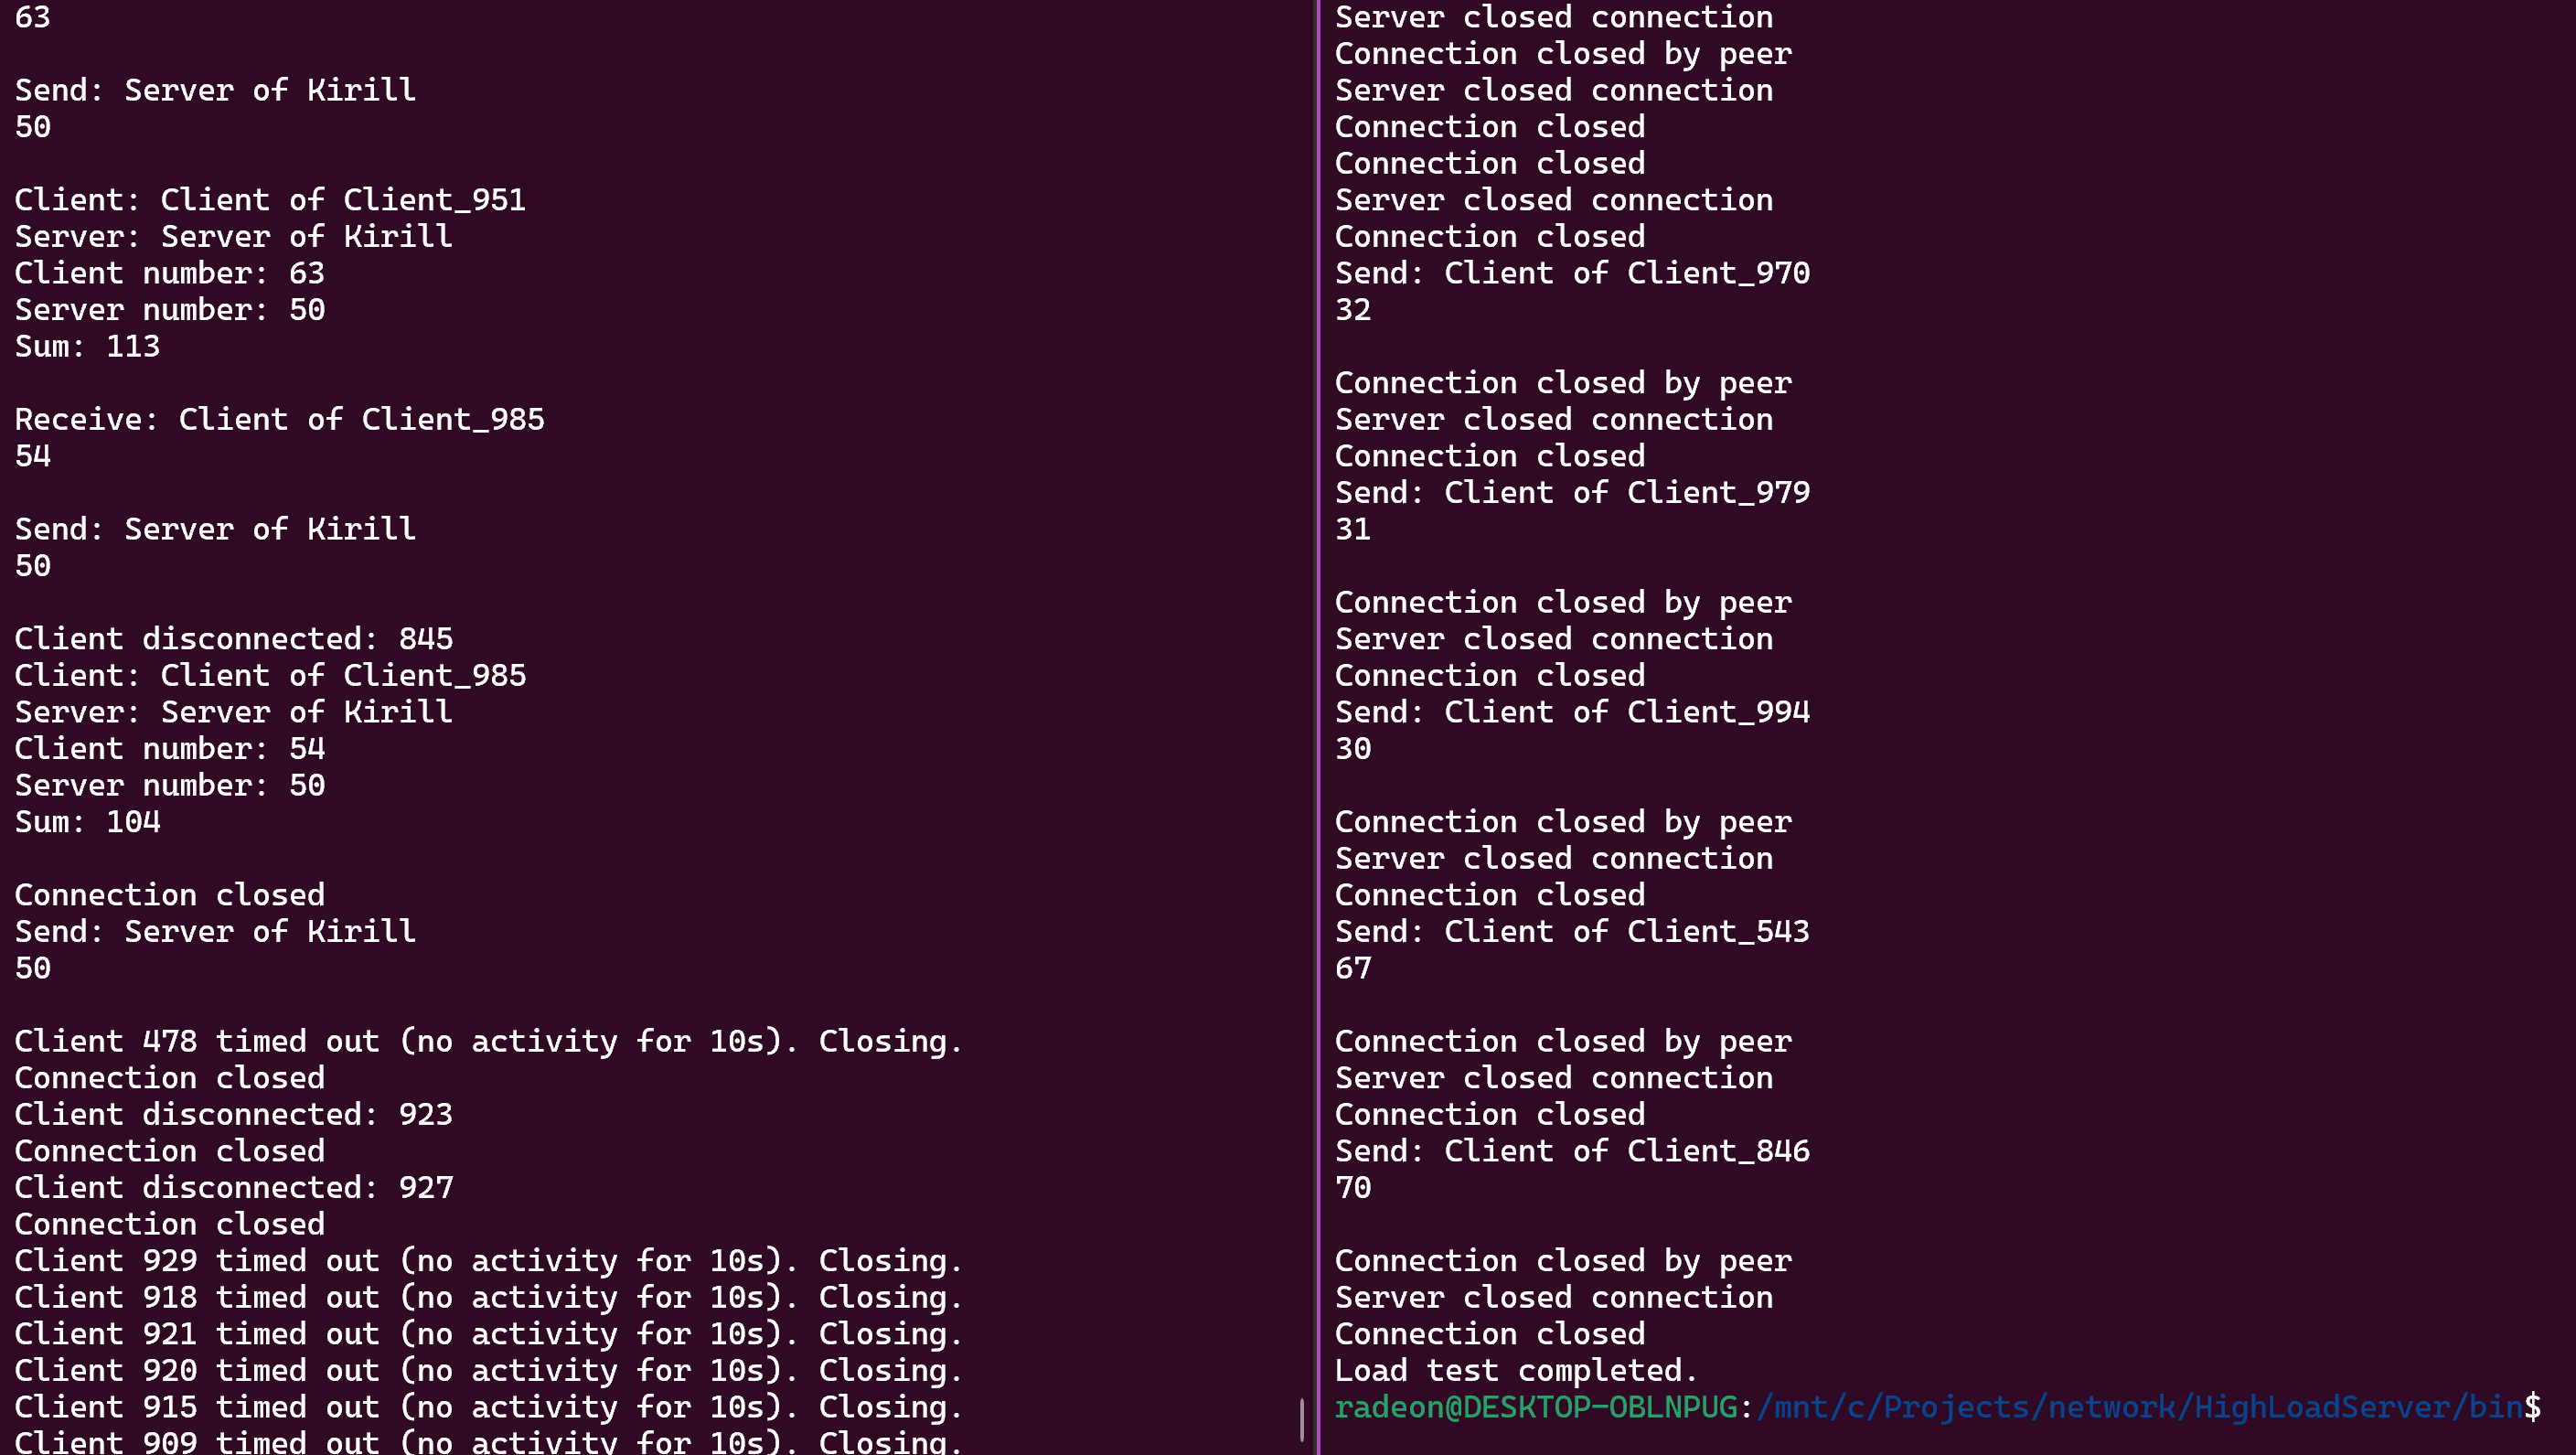 63
Send: Server of Kirill
50
Client: Client of Client_951
Server: Server of Kirill
Client number: 63
Server number: 50
Sum: 113
Receive: Client of Client_985
54
Send: Server of Kirill
50
Client disconnected: 845
Client: Client of Client_985
Server: Server of Kirill
Client number: 54
Server number: 50
Sum: 104
Connection closed
Send: Server of Kirill
50
Client 478 timed out (no activity for 10s). Closing.
Connection closed
Client disconnected: 923
Connection closed
Client disconnected: 927
Connection closed
Client 929 timed out (no activity for 10s). Closing.
Client 918 timed out (no activity for 10s). Closing.
Client 921 timed out (no activity for 10s). Closing.
Client 920 timed out (no activity for 10s). Closing.
Client 915 timed out (no activity for 10s). Closing.
Client 909 timed out (no activity for 10s). Closing.
Server closed connection
Connection closed by peer
Server closed connection
Connection closed
Connection closed
Server closed connection
Connection closed
Send: Client of Client_970
32
Connection closed by peer
Server closed connection
Connection closed
Send: Client of Client_979
31
Connection closed by peer
Server closed connection
Connection closed
Send: Client of Client_994
30
Connection closed by peer
Server closed connection
Connection closed
Send: Client of Client_543
67
Connection closed by peer
Server closed connection
Connection closed
Send: Client of Client_846
70
Connection closed by peer
Server closed connection
Connection closed
Load test completed.
radeon@DESKTOP-OBLNPUG:/mnt/c/Projects/network/HighLoadServer/bin$